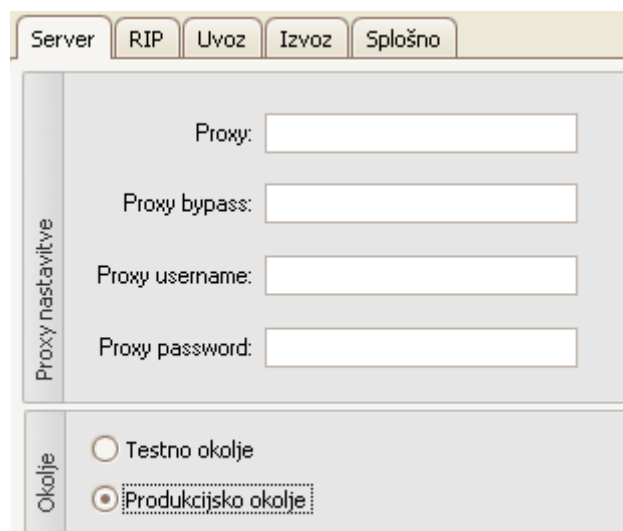 Server RIP Uvoz Izvoz Splošno
Proxy nastavitve
Proxy:
Proxy bypass:
Proxy username:
Proxy password:
Okolje
Testno okolje
Produkcijsko okolje